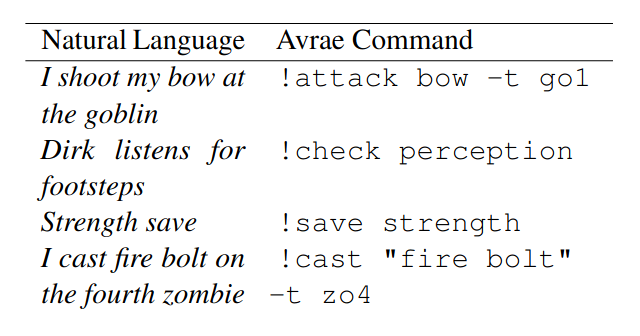 Natural Language Avrae Command
I shoot my bow at !attack bow -t go1
the goblin
Dirk listens for !check perception
footsteps
Strength save !save strength
I cast fire bolt on !cast "fire bolt"
the fourth zombie -t zo4